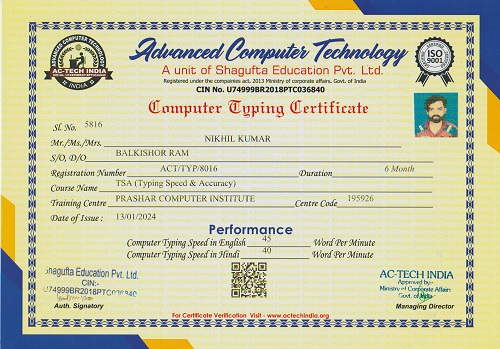 ADVANCED COMPUTER TECHNOLOGY
AC-TECH INDIA
INDIA
Advanced Computer Technology
A unit of Shagufta Education Pvt. Ltd.
Registered under the companies act, 2013 Ministry of corporate affairs. Govt. of India
CIN No. U74999BR2018PTC036840
ISO
9001
Computer Typing Certificate
Sl. No. 5816
Mr./Ms./Mrs. NIKHIL KUMAR
S/O, D/O BALKISHOR RAM
Registration Number ACT/TYP/8016 Duration 6 Month
Course Name TSA (Typing Speed & Accuracy)
Training Centre PRASHAR COMPUTER INSTITUTE Centre Code 195926
Date of Issue : 13/01/2024
Performance
Computer Typing Speed in English 45 Word Per Minute
Computer Typing Speed in Hindi 40 Word Per Minute
Shagufta Education Pvt. Ltd.
CIN:-
U74999BR2018PTC036840
Auth. Signatory
AC-TECH INDIA
Approved by:-
Ministry of Corporate Affairs
Govt. of India
Managing Director
For Certificate Verification Visit - www.actechindia.org